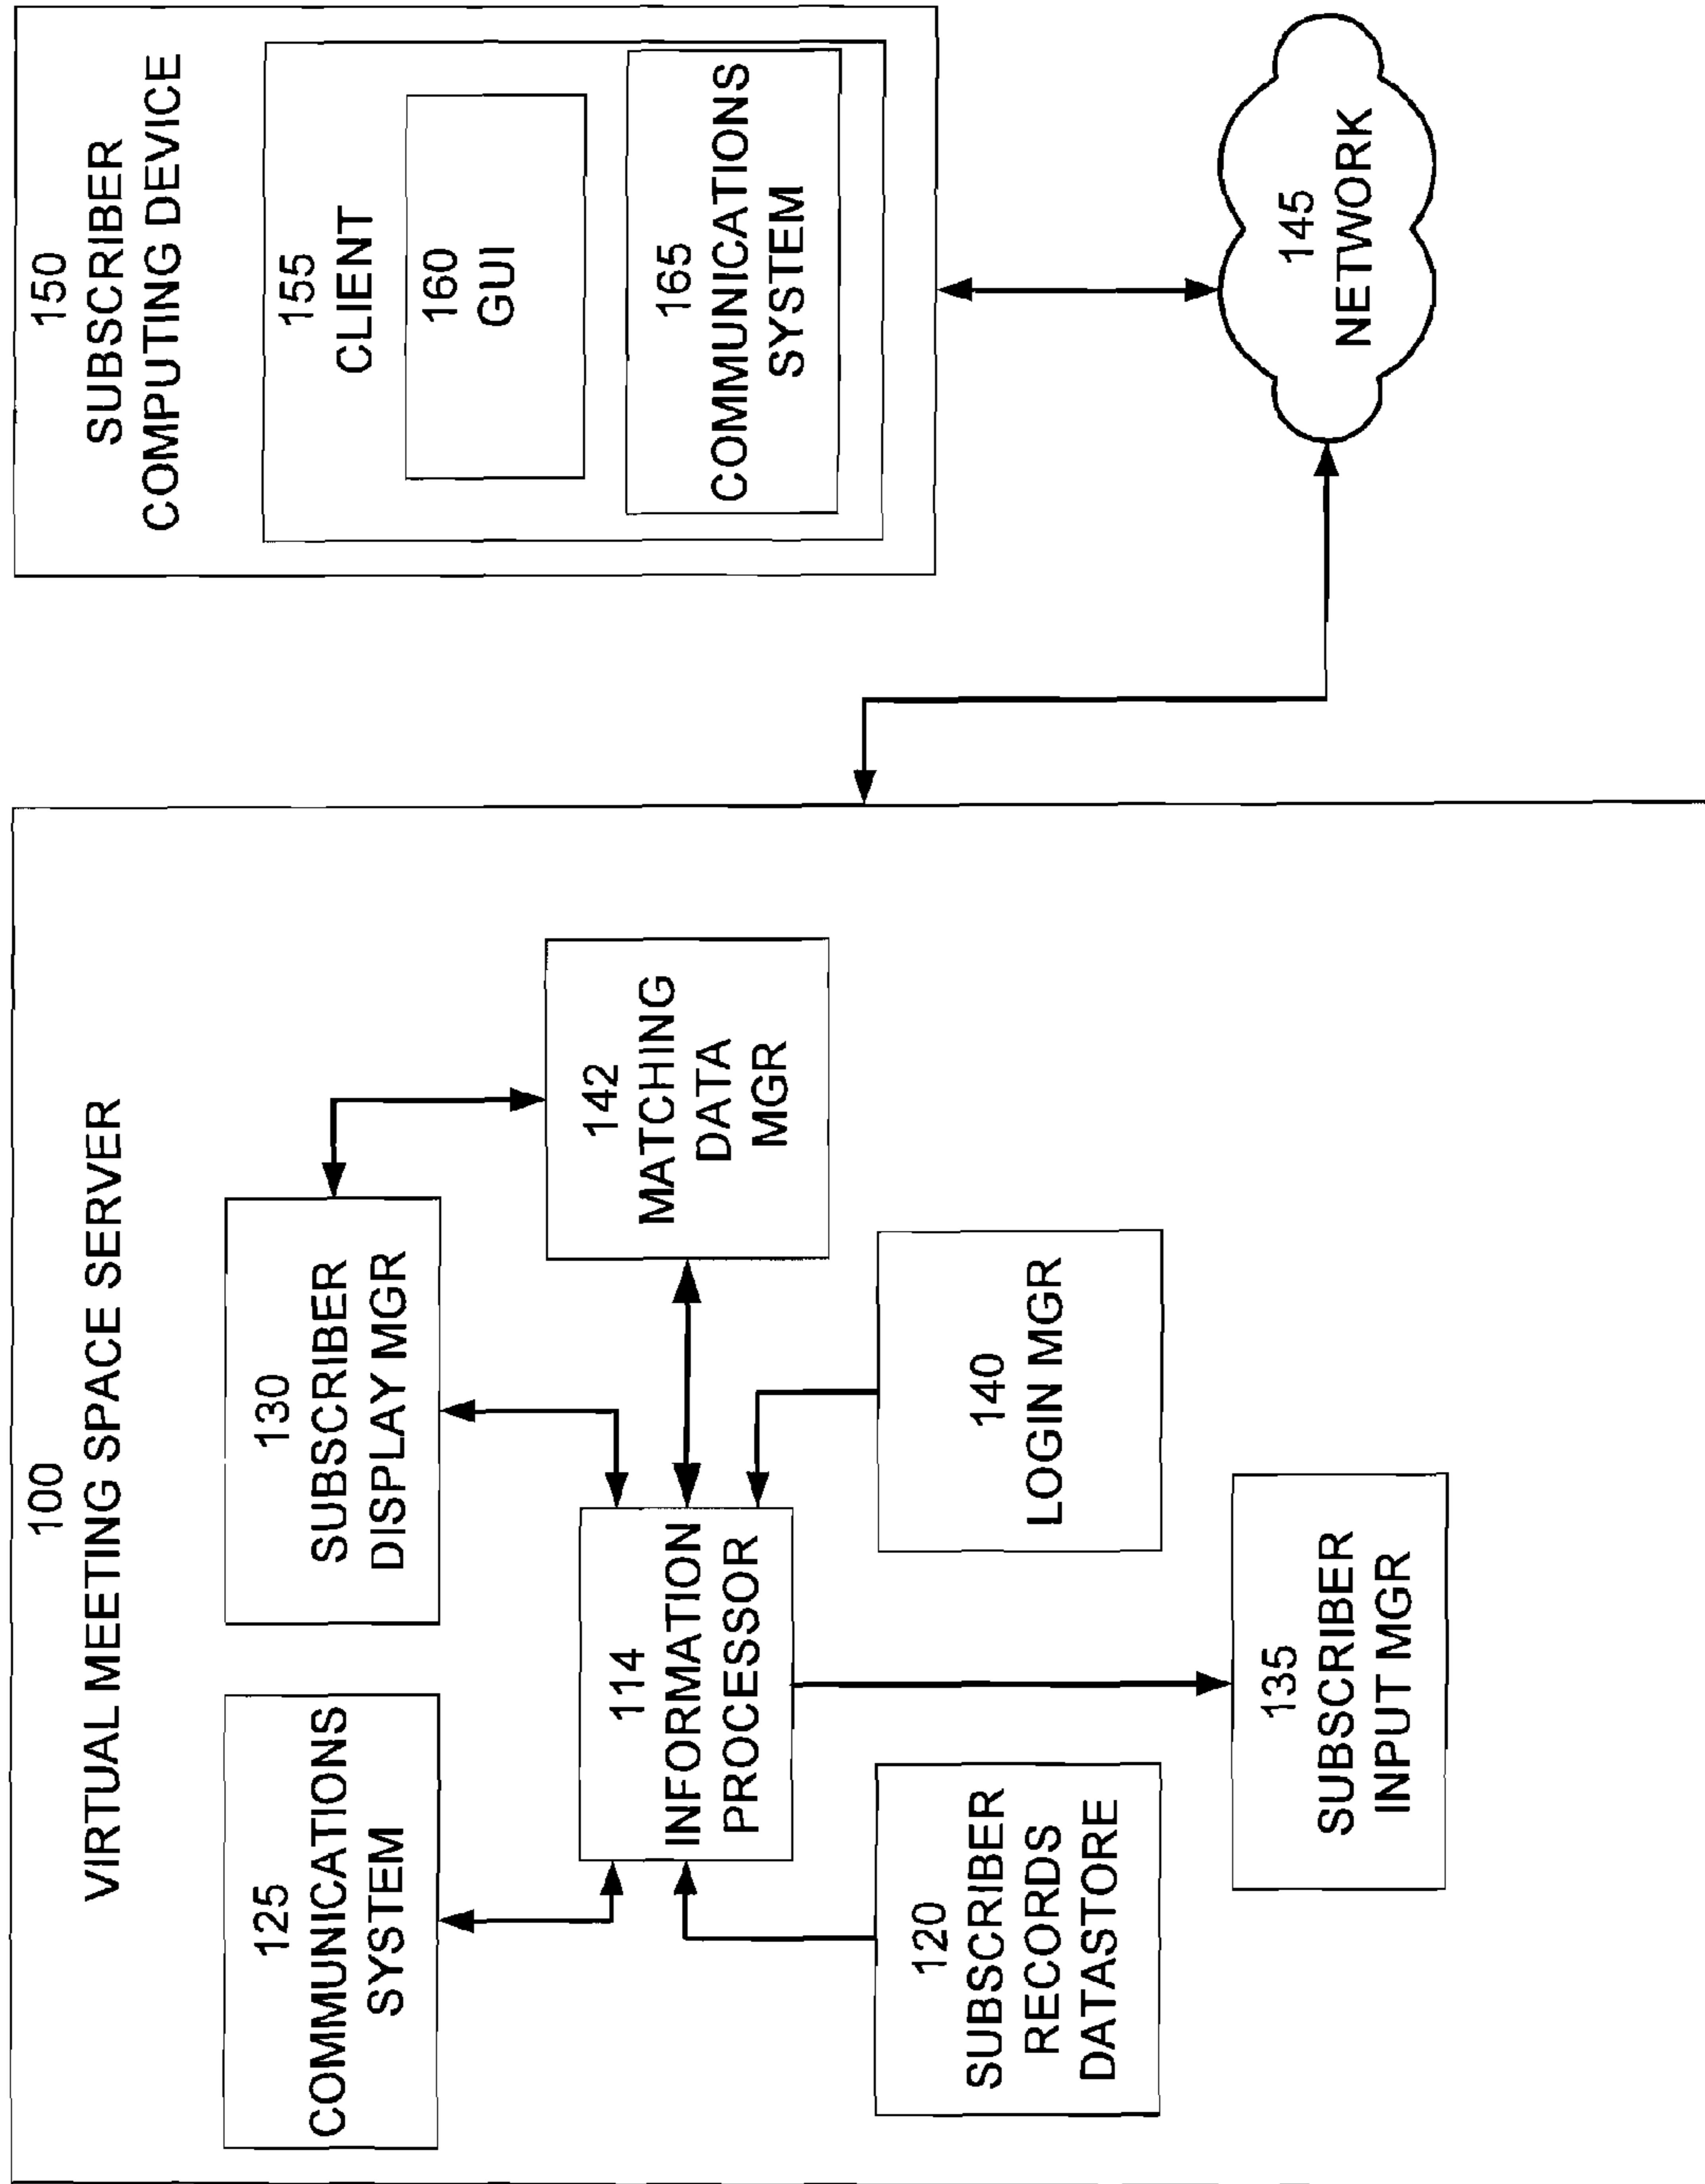 100
VIRTUAL MEETING SPACE SERVER
125
COMMUNICATIONS
SYSTEM
130
SUBSCRIBER
DISPLAY MGR
114
INFORMATION
PROCESSOR
142
MATCHING
DATA
MGR
120
SUBSCRIBER
RECORDS
DATASTORE
140
LOGIN MGR
135
SUBSCRIBER
INPUT MGR
150
SUBSCRIBER
COMPUTING DEVICE
155
CLIENT
160
GUI
165
COMMUNICATIONS
SYSTEM
145
NETWORK